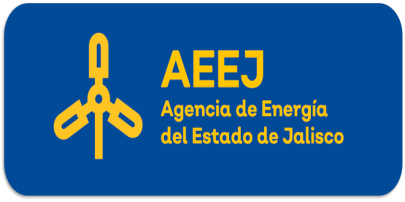 AEEJ
Agencia de Energía
del Estado de Jalisco